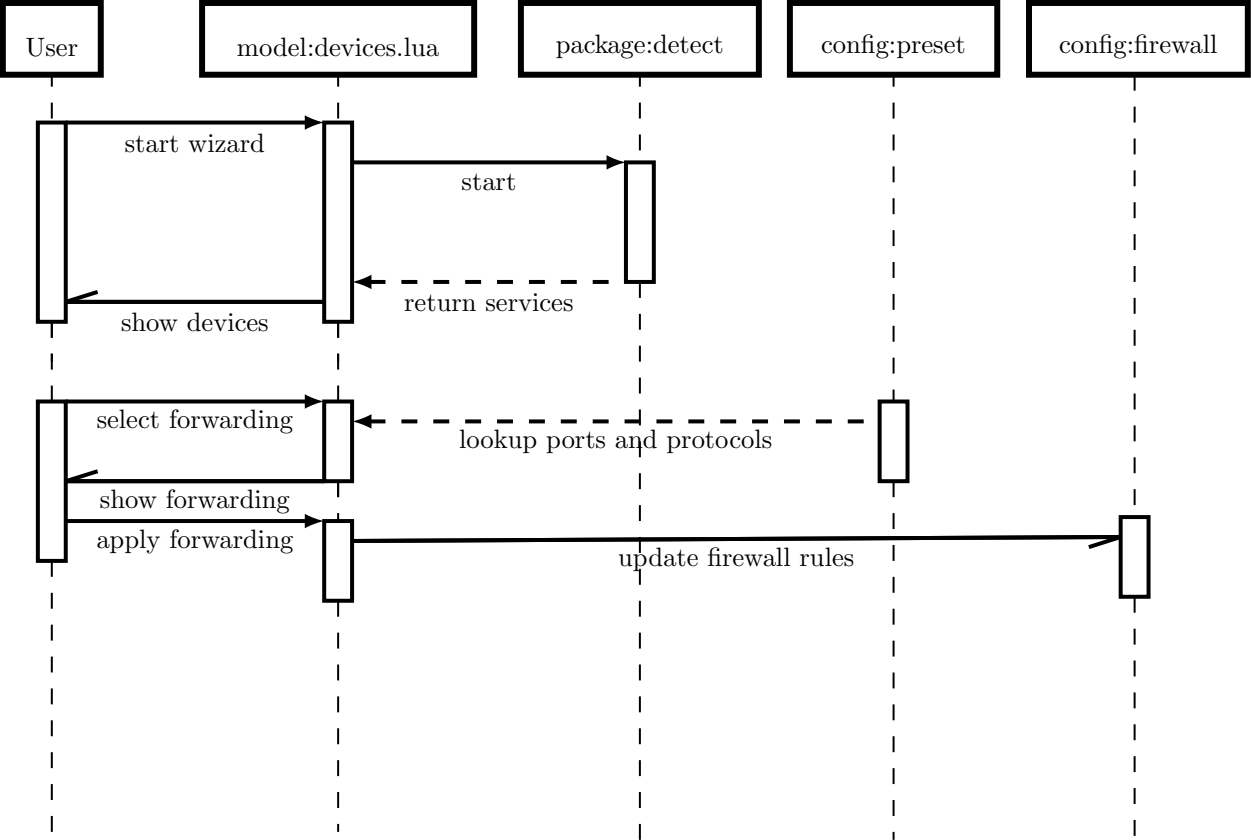 User
model:devices.lua
package:detect
config:preset
config:firewall
start wizard
start
return services
show devices
select forwarding
lookup ports and protocols
show forwarding
apply forwarding
update firewall rules